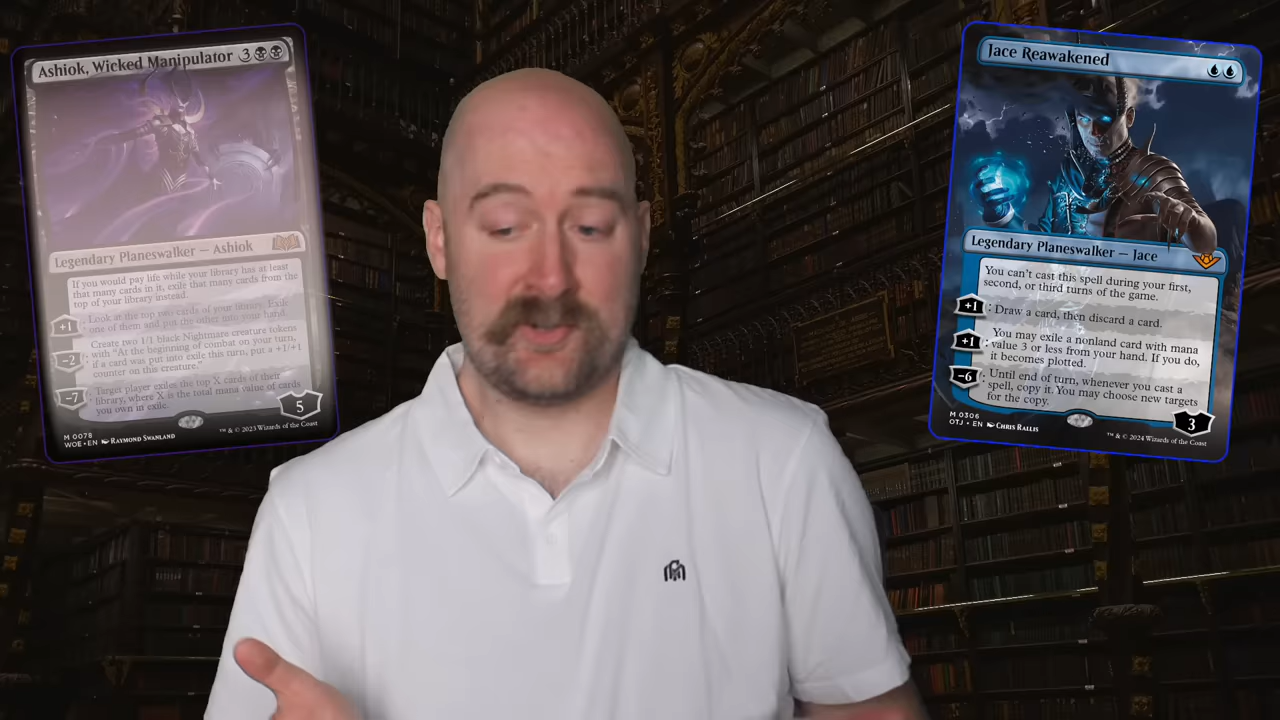 Ashiok, Wicked Manipulator 3
Legendary Planeswalker — Ashiok
If you would pay life while your library has at least
that many cards in it, exile that many cards from the
top of your library instead.
+1: Look at the top two cards of your library. Exile
one of them and put the other into your hand.
−2: Create two 1/1 black Nightmare creature tokens
with "At the beginning of combat on your turn,
if a card was put into exile this turn, put a +1/+1
counter on this creature."
−7: Target player exiles the top X cards of their
library, where X is the total mana value of cards
you own in exile.
5
M 0078
WOE • EN RAYMOND SWANLAND
™ & © 2023 Wizards of the Coast
Jace Reawakened
Legendary Planeswalker — Jace
You can't cast this spell during your first,
second, or third turns of the game.
+1: Draw a card, then discard a card.
+1: You may exile a nonland card with mana
value 3 or less from your hand. If you do,
it becomes plotted.
−6: Until end of turn, whenever you cast a
spell, copy it. You may choose new targets
for the copy.
3
M 0306
OTJ • EN CHRIS RALLIS
™ & © 2024 Wizards of the Coast